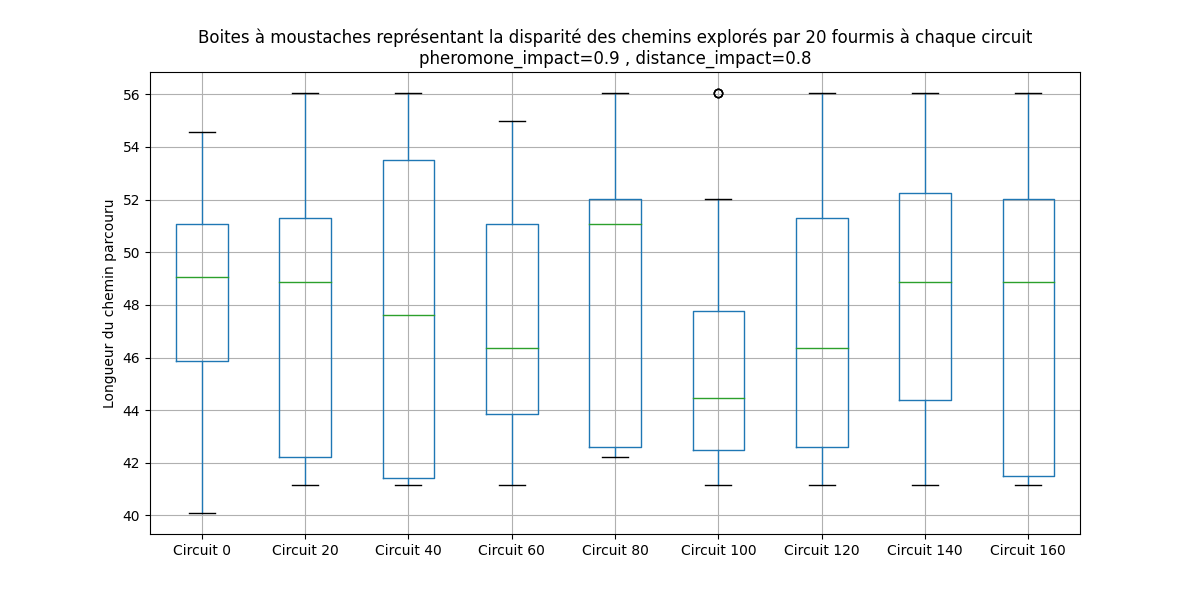 Boites à moustaches représentant la disparité des chemins explorés par 20 fourmis à chaque circuit
pheromone_impact=0.9 , distance_impact=0.8
56
54
52
50
48
46
44
42
40
Longueur du chemin parcouru
Circuit 0
Circuit 20
Circuit 40
Circuit 60
Circuit 80
Circuit 100
Circuit 120
Circuit 140
Circuit 160